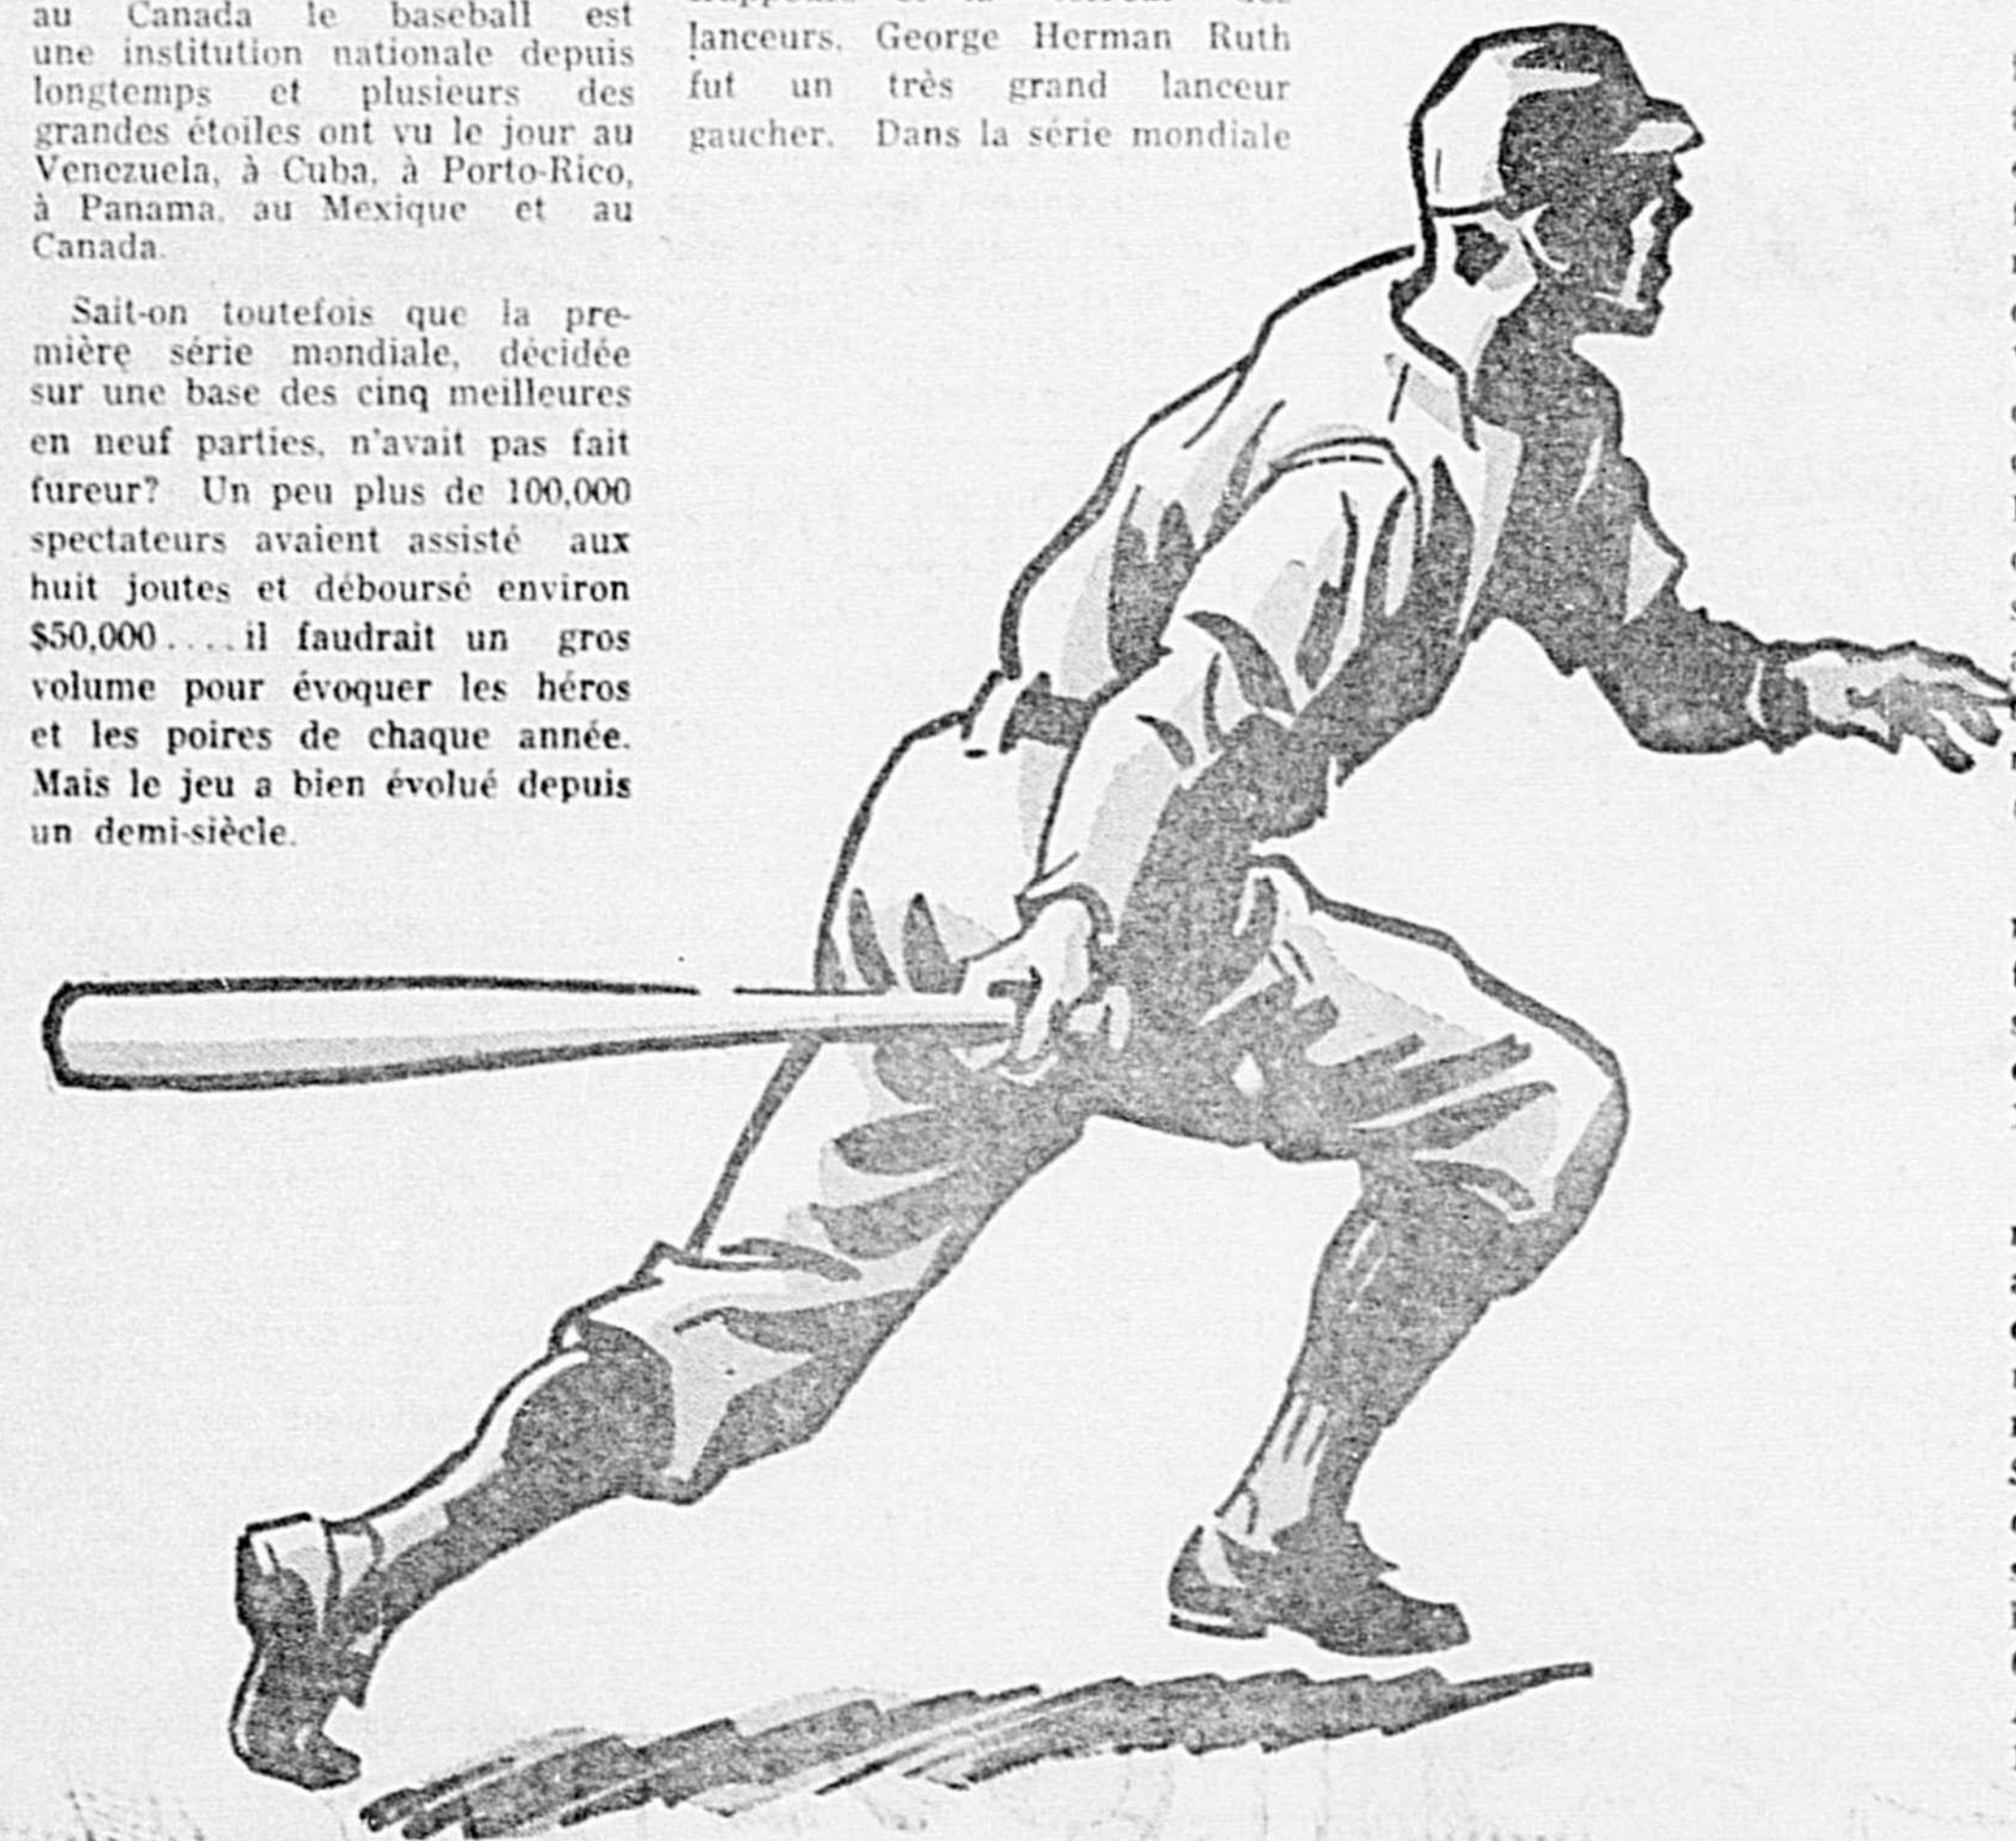 au Canada le baseball est
une institution nationale depuis
longtemps et plusieurs des
grandes étoiles ont vu le jour au
Venezuela, à Cuba, à Porto-Rico,
à Panama, au Mexique et au
Canada.
Sait-on toutefois que la pre-
mière série mondiale, décidée
sur une base des cinq meilleures
en neuf parties, n'avait pas fait
fureur? Un peu plus de 100,000
spectateurs avaient assisté aux
huit joutes et déboursé environ
$50,000....il faudrait un gros
volume pour évoquer les héros
et les poires de chaque année.
Mais le jeu a bien évolué depuis
un demi-siècle.
lanceurs. George Herman Ruth
fut un très grand lanceur
gaucher. Dans la série mondiale